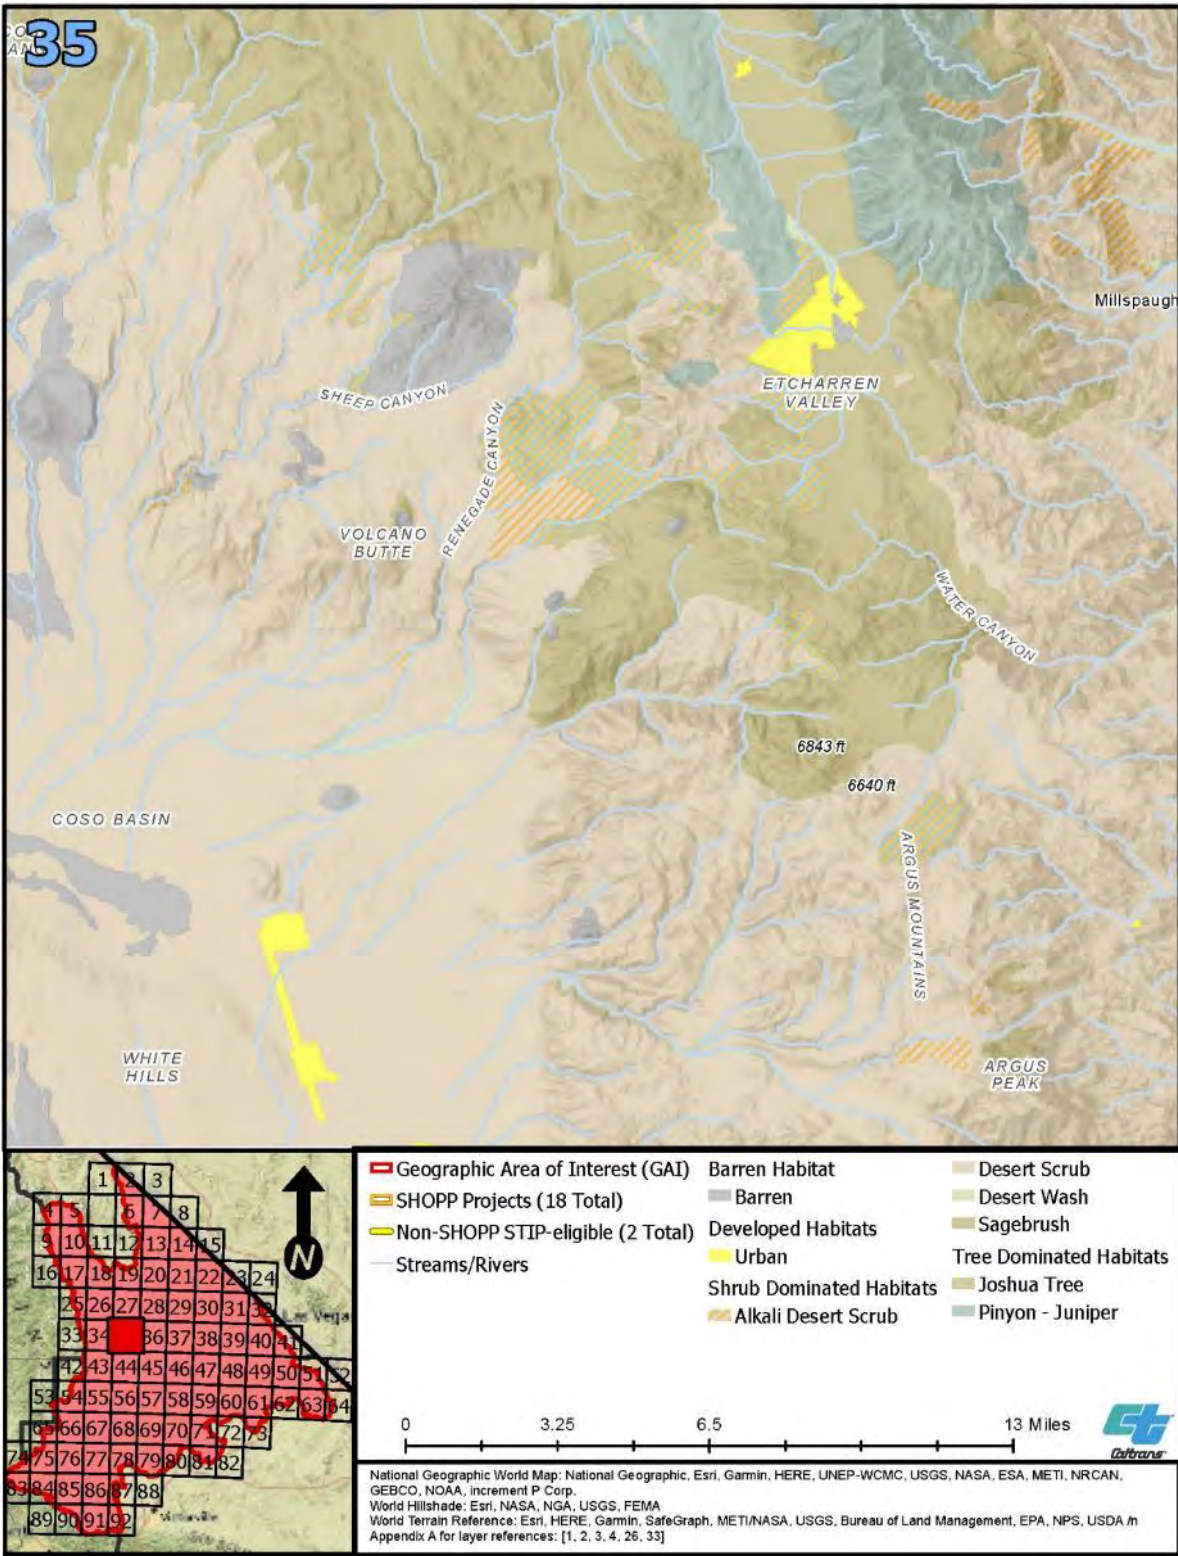 35
CO
AN
Millspaugh
ETCHARREN
VALLEY
SHEEP CANYON
RENEGADE CANYON
VOLCANO
BUTTE
WATER CANYON
6843 ft
6640 ft
COSO BASIN
ARGUS MOUNTAINS
WHITE
HILLS
ARGUS
PEAK
1 2 3
4 5 6 7 8
9 10 11 12 13 14 15
16 17 18 19 20 21 22 23 24
25 26 27 28 29 30 31 32
Las Vega
33 34 36 37 38 39 40 41
42 43 44 45 46 47 48 49 50 51 52
53 54 55 56 57 58 59 60 61 62 63 64
65 66 67 68 69 70 71 72 73
74 75 76 77 78 79 80 81 82
83 84 85 86 87 88
89 90 91 92
N
Geographic Area of Interest (GAI)
SHOPP Projects (18 Total)
Non-SHOPP STIP-eligible (2 Total)
Streams/Rivers
Barren Habitat
Barren
Developed Habitats
Urban
Shrub Dominated Habitats
Alkali Desert Scrub
Desert Scrub
Desert Wash
Sagebrush
Tree Dominated Habitats
Joshua Tree
Pinyon - Juniper
0 3.25 6.5 13 Miles
Caltrans
National Geographic World Map: National Geographic, Esri, Garmin, HERE, UNEP-WCMC, USGS, NASA, ESA, METI, NRCAN,
GEBCO, NOAA, increment P Corp.
World Hillshade: Esri, NASA, NGA, USGS, FEMA
World Terrain Reference: Esri, HERE, Garmin, SafeGraph, METI/NASA, USGS, Bureau of Land Management, EPA, NPS, USDA /n
Appendix A for layer references: [1, 2, 3, 4, 26, 33]